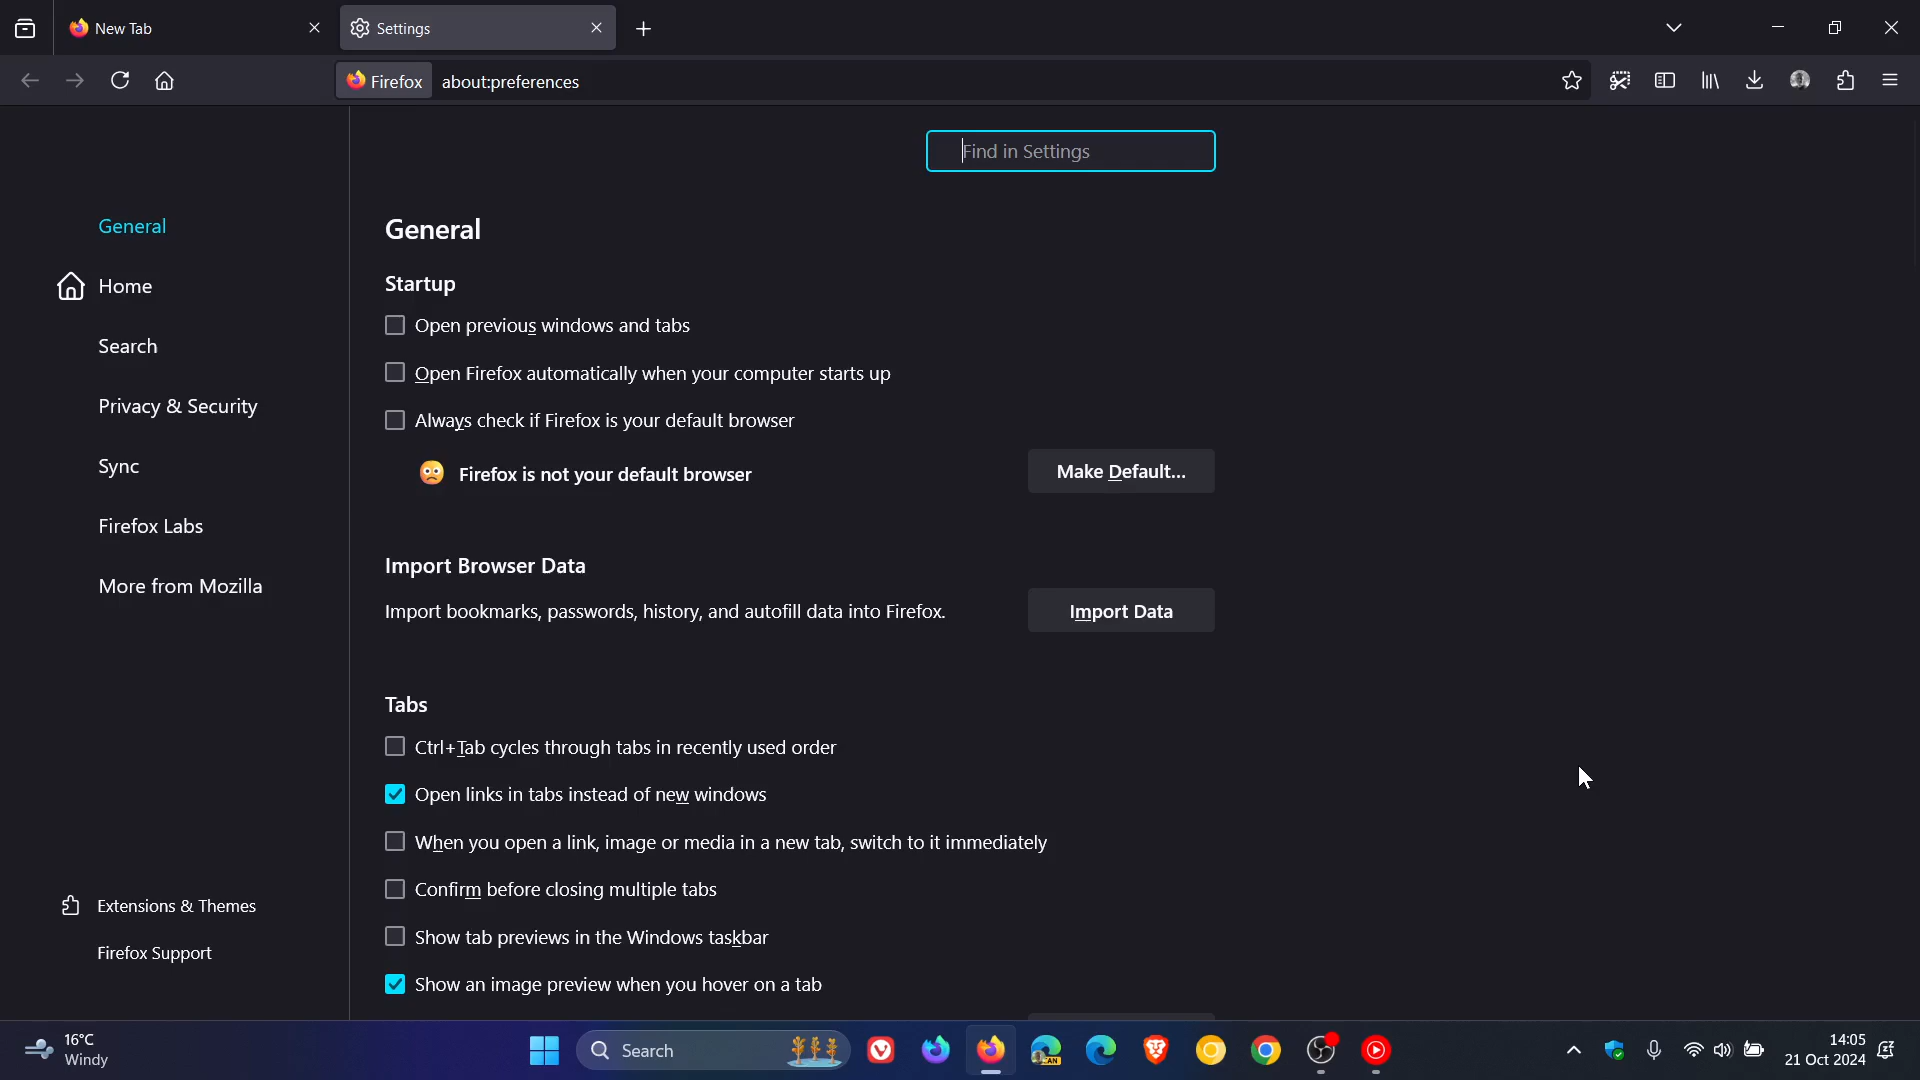 New Tab
Settings
Firefox
about:preferences
Find in Settings
General
Home
Search
Privacy & Security
Sync
Firefox Labs
More from Mozilla
Extensions & Themes
Firefox Support
General
Startup
Open previous windows and tabs
Open Firefox automatically when your computer starts up
Always check if Firefox is your default browser
Firefox is not your default browser
Make Default...
Import Browser Data
Import bookmarks, passwords, history, and autofill data into Firefox.
Import Data
Tabs
Ctrl+Tab cycles through tabs in recently used order
Open links in tabs instead of new windows
When you open a link, image or media in a new tab, switch to it immediately
Confirm before closing multiple tabs
Show tab previews in the Windows taskbar
Show an image preview when you hover on a tab
16°C
Windy
Search
CAN
14:05
21 Oct 2024